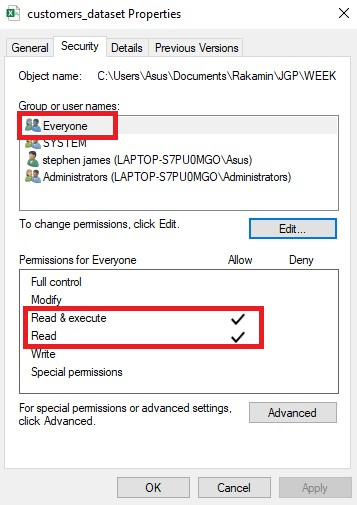 customers_dataset Properties
General Security Details Previous Versions
Object name: C:\Users\Asus\Documents\Rakamin\JGP\WEEK
Group or user names:
Everyone
SYSTEM
stephen james (LAPTOP-S7PU0MGO\Asus)
Administrators (LAPTOP-S7PU0MGO\Administrators)
To change permissions, click Edit.
Edit...
Permissions for Everyone Allow Deny
Full control
Modify
Read & execute
Read
Write
Special permissions
For special permissions or advanced settings,
click Advanced.
Advanced
OK Cancel Apply